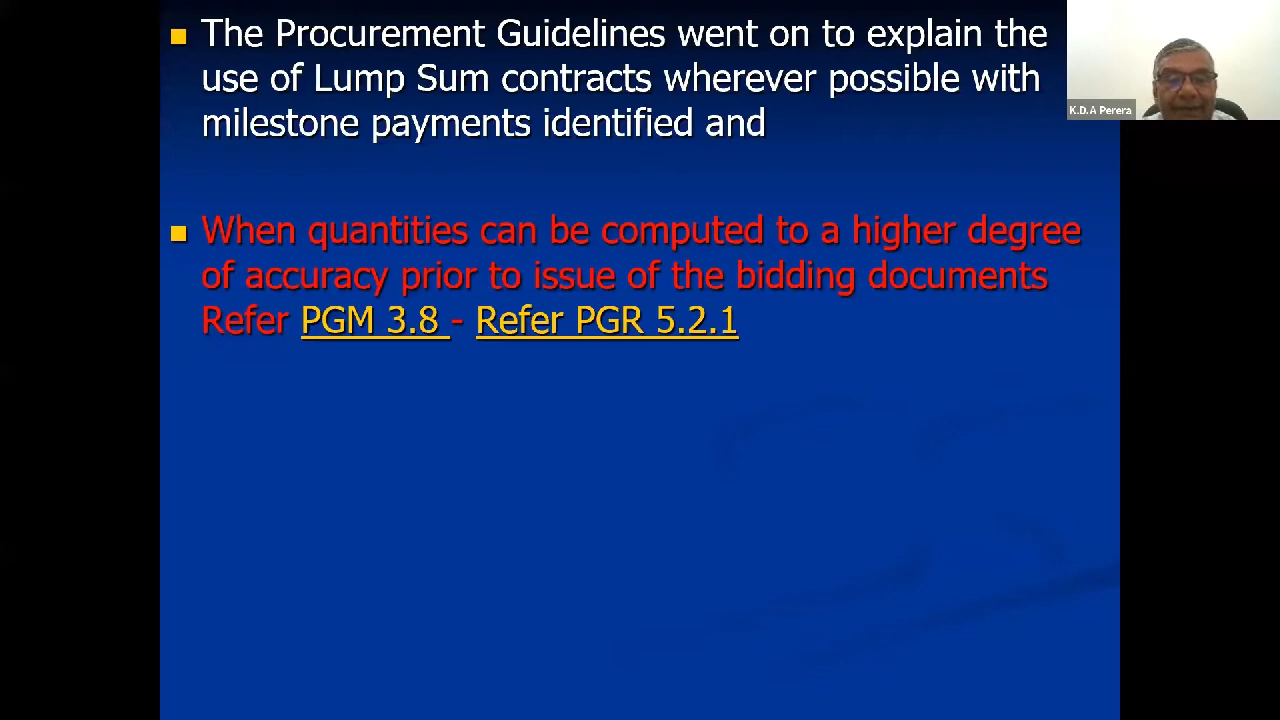 The Procurement Guidelines went on to explain the
use of Lump Sum contracts wherever possible with
milestone payments identified and
When quantities can be computed to a higher degree
of accuracy prior to issue of the bidding documents
Refer PGM 3.8 - Refer PGR 5.2.1
K.D.A Perera